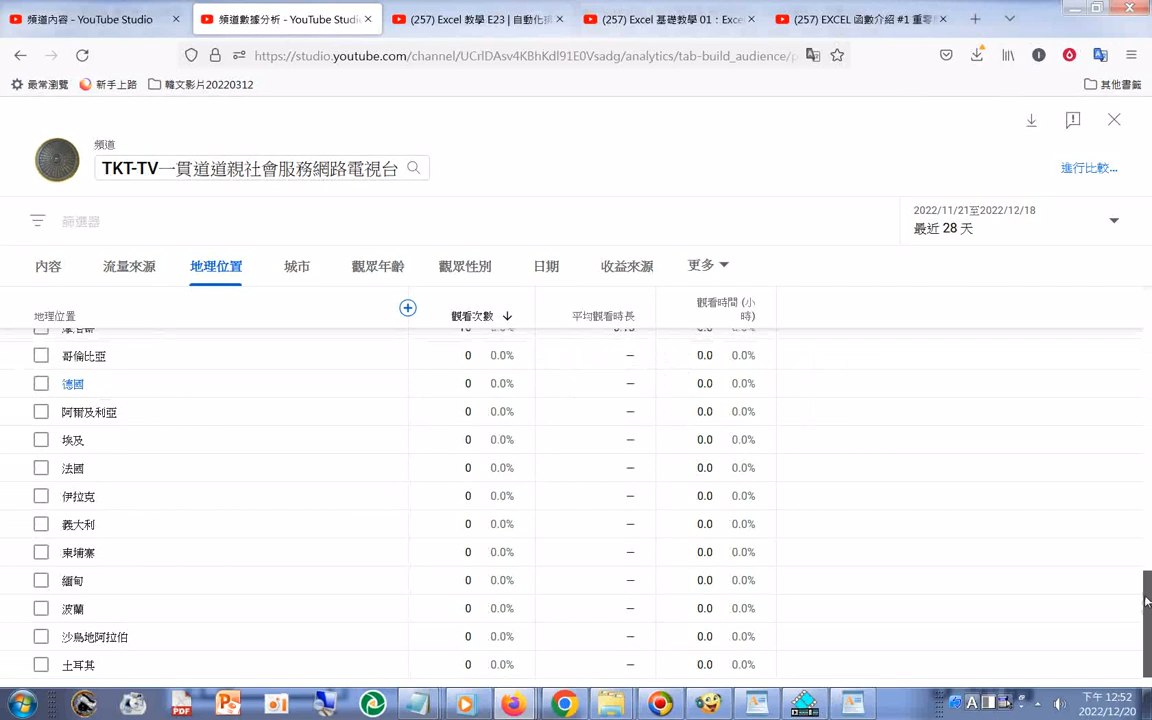 頻道內容 - YouTube Studio
頻道數據分析 - YouTube Studi
(257) Excel 教學 E23 | 自動化排
(257) Excel 基礎教學 01：Exce
(257) EXCEL 函數介紹 #1 重零
https://studio.youtube.com/channel/UCrIDAsv4KBhKdl91E0Vsadg/analytics/tab-build_audience/p
最常瀏覽
新手上路
韓文影片20220312
其他書籤
頻道
TKT-TV一貫道道親社會服務網路電視台
進行比較...
篩選器
2022/11/21至2022/12/18
最近 28 天
內容
流量來源
地理位置
城市
觀眾年齡
觀眾性別
日期
收益來源
更多
地理位置
觀看次數
平均觀看時長
觀看時間 (小
時)
哥倫比亞 0 0.0% — 0.0 0.0%
德國 0 0.0% — 0.0 0.0%
阿爾及利亞 0 0.0% — 0.0 0.0%
埃及 0 0.0% — 0.0 0.0%
法國 0 0.0% — 0.0 0.0%
伊拉克 0 0.0% — 0.0 0.0%
義大利 0 0.0% — 0.0 0.0%
柬埔寨 0 0.0% — 0.0 0.0%
緬甸 0 0.0% — 0.0 0.0%
波蘭 0 0.0% — 0.0 0.0%
沙烏地阿拉伯 0 0.0% — 0.0 0.0%
土耳其 0 0.0% — 0.0 0.0%
PDF
下午 12:52
2022/12/20